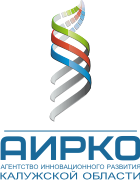 АИРКО
АГЕНТСТВО ИННОВАЦИОННОГО РАЗВИТИЯ
КАЛУЖСКОЙ ОБЛАСТИ